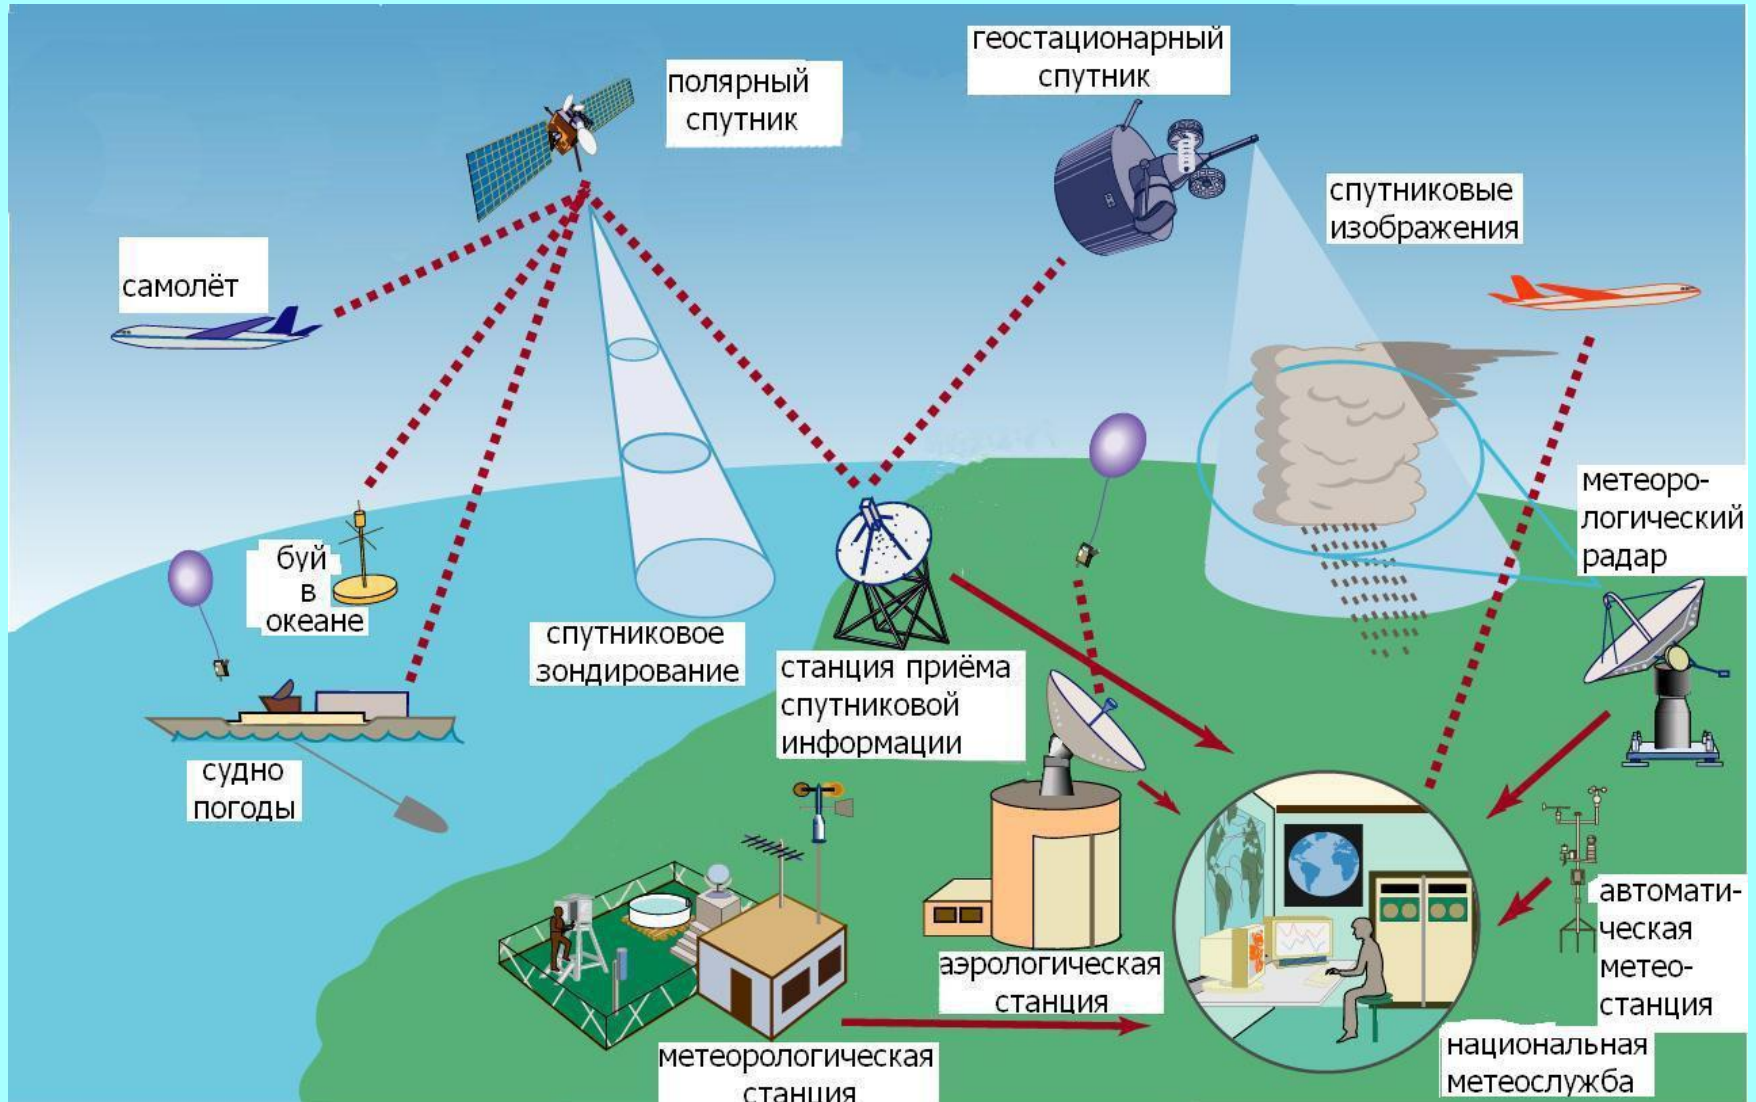 геостационарный
спутник
полярный
спутник
спутниковые
изображения
самолёт
метеоро-
логический
радар
буй
в
океане
спутниковое
зондирование
станция приёма
спутниковой
информации
судно
погоды
автомати-
ческая
метео-
станция
аэрологическая
станция
национальная
метеослужба
метеорологическая
станция